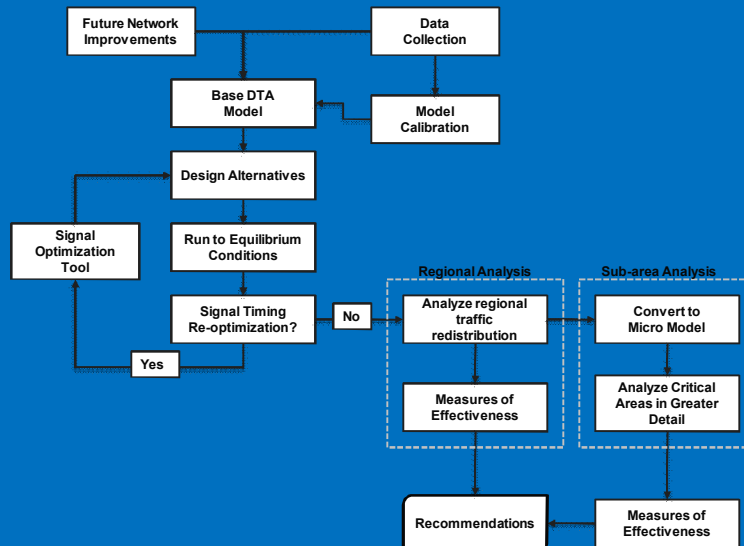 Future Network
Improvements
Data
Collection
Base DTA
Model
Model
Calibration
Design Alternatives
Signal
Optimization
Tool
Run to Equilibrium
Conditions
Regional Analysis
Sub-area Analysis
Signal Timing
Re-optimization?
No
Analyze regional
traffic
redistribution
Convert to
Micro Model
Yes
Measures of
Effectiveness
Analyze Critical
Areas in Greater
Detail
Recommendations
Measures of
Effectiveness